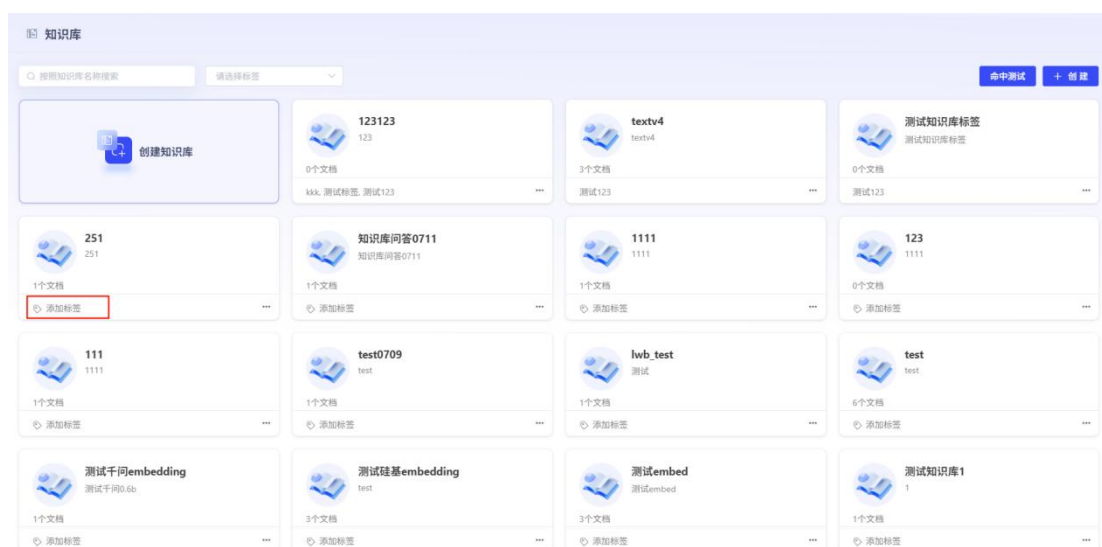 知识库
按照知识库名称搜索
请选择标签
命中测试
+ 创建
创建知识库
123123
123
0个文档
kkk, 测试标签, 测试123
textv4
textv4
3个文档
测试123
测试知识库标签
测试知识库标签
0个文档
测试123
251
251
1个文档
添加标签
知识库问答0711
知识库问答0711
1个文档
添加标签
1111
1111
1个文档
添加标签
123
1111
0个文档
添加标签
111
1111
1个文档
添加标签
test0709
test
1个文档
添加标签
lwb_test
测试
1个文档
添加标签
test
test
6个文档
添加标签
测试千问embedding
测试千问0.6b
1个文档
添加标签
测试硅基embedding
test
3个文档
添加标签
测试embed
测试embed
3个文档
添加标签
测试知识库1
1
1个文档
添加标签